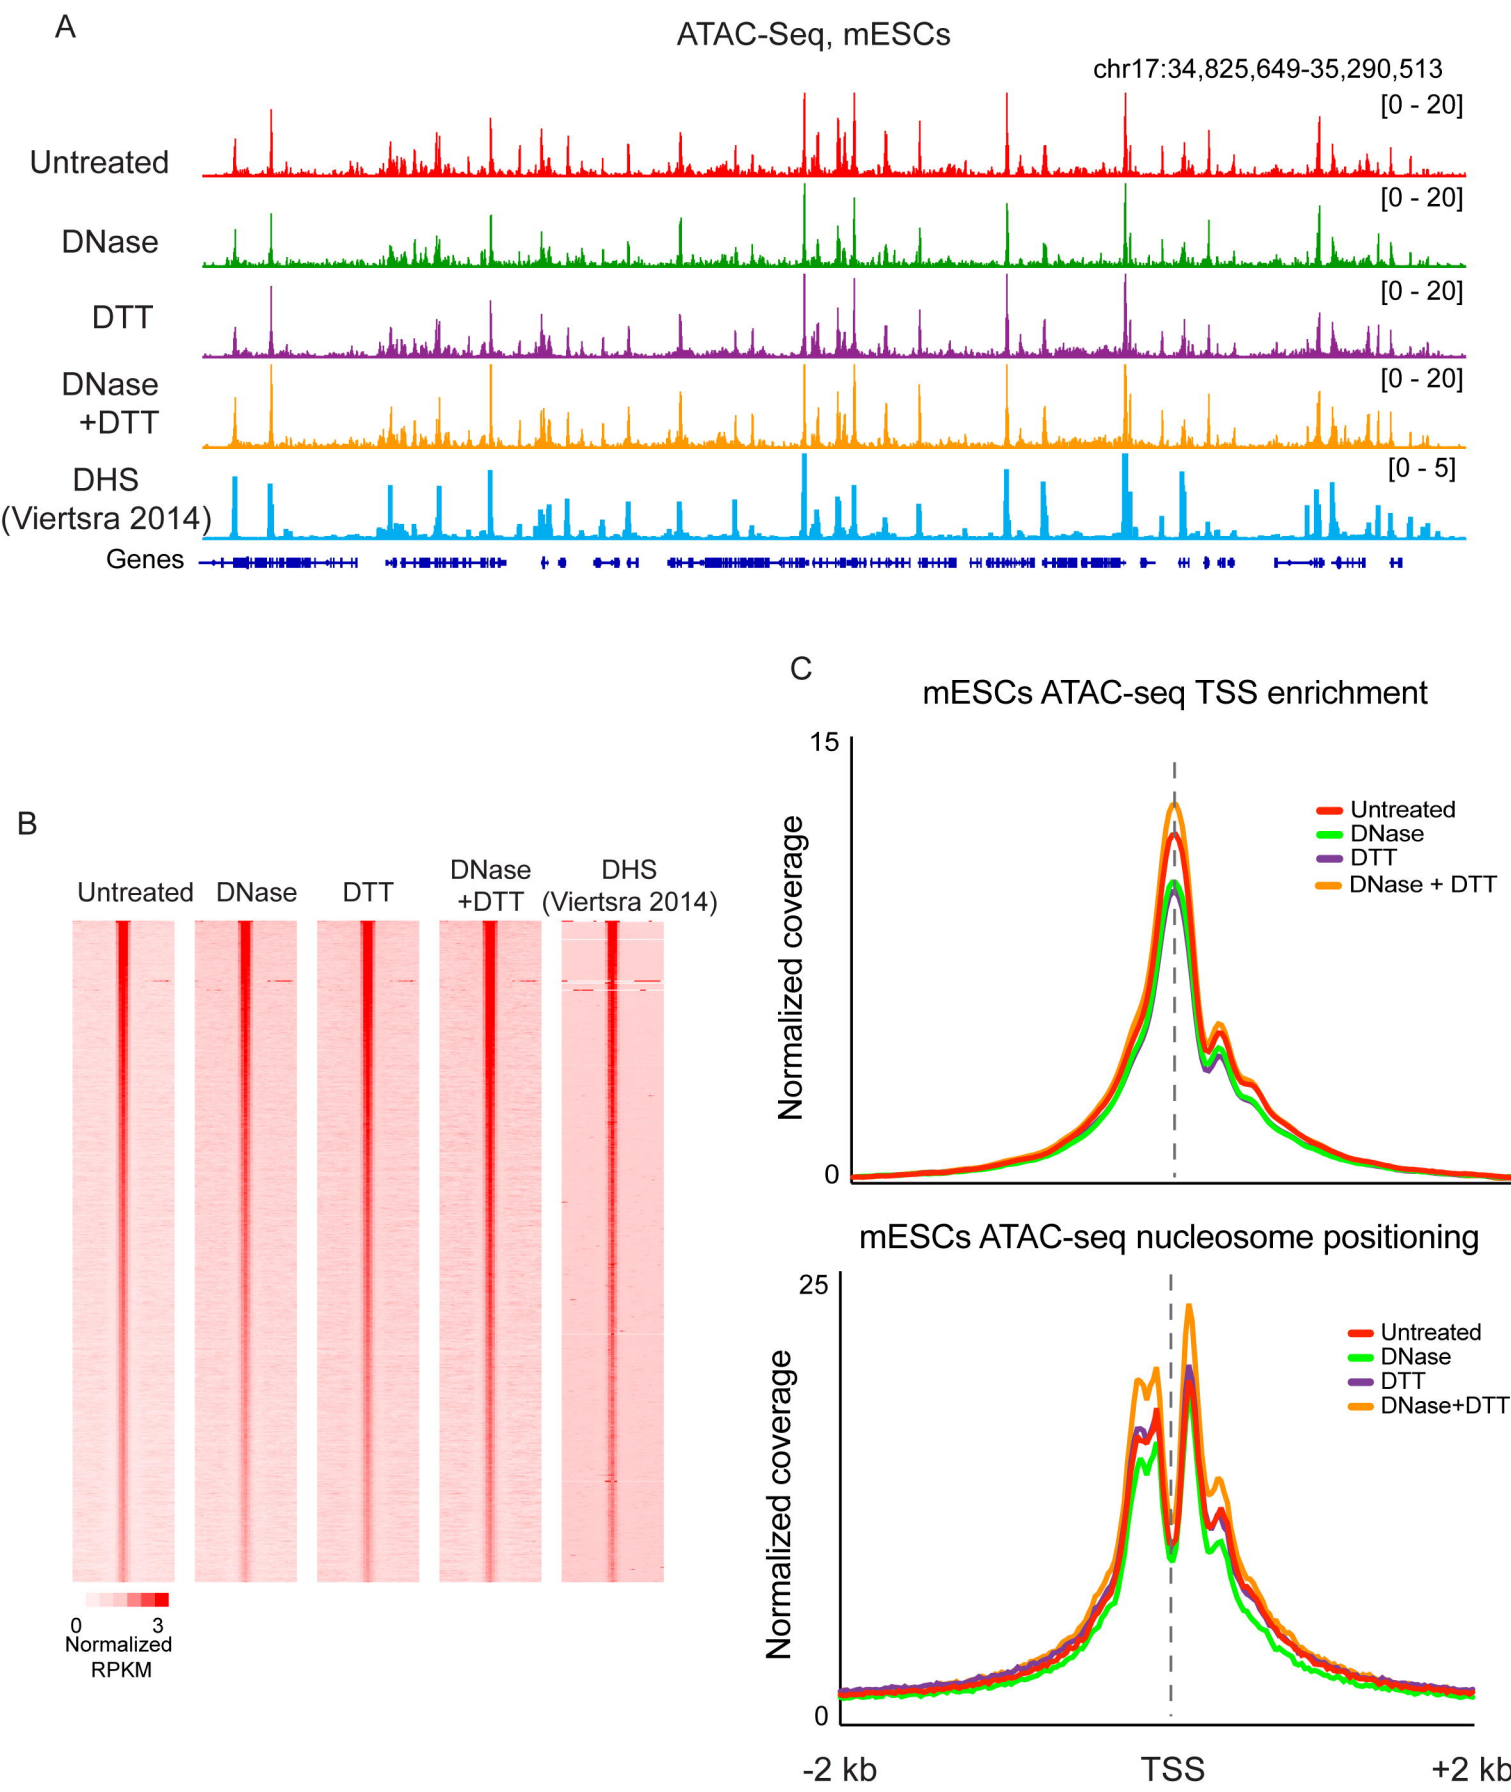 A
ATAC-Seq, mESCs
chr17:34,825,649-35,290,513
[0 - 20]
Untreated
[0 - 20]
DNase
[0 - 20]
DTT
[0 - 20]
DNase
+DTT
[0 - 5]
DHS
(Viertsra 2014)
Genes
B
Untreated
DNase
DTT
DNase
+DTT
DHS
(Viertsra 2014)
0 3
Normalized
RPKM
C
mESCs ATAC-seq TSS enrichment
15
Normalized coverage
0
Untreated
DNase
DTT
DNase + DTT
mESCs ATAC-seq nucleosome positioning
25
Normalized coverage
0
Untreated
DNase
DTT
DNase+DTT
-2 kb TSS +2 kb